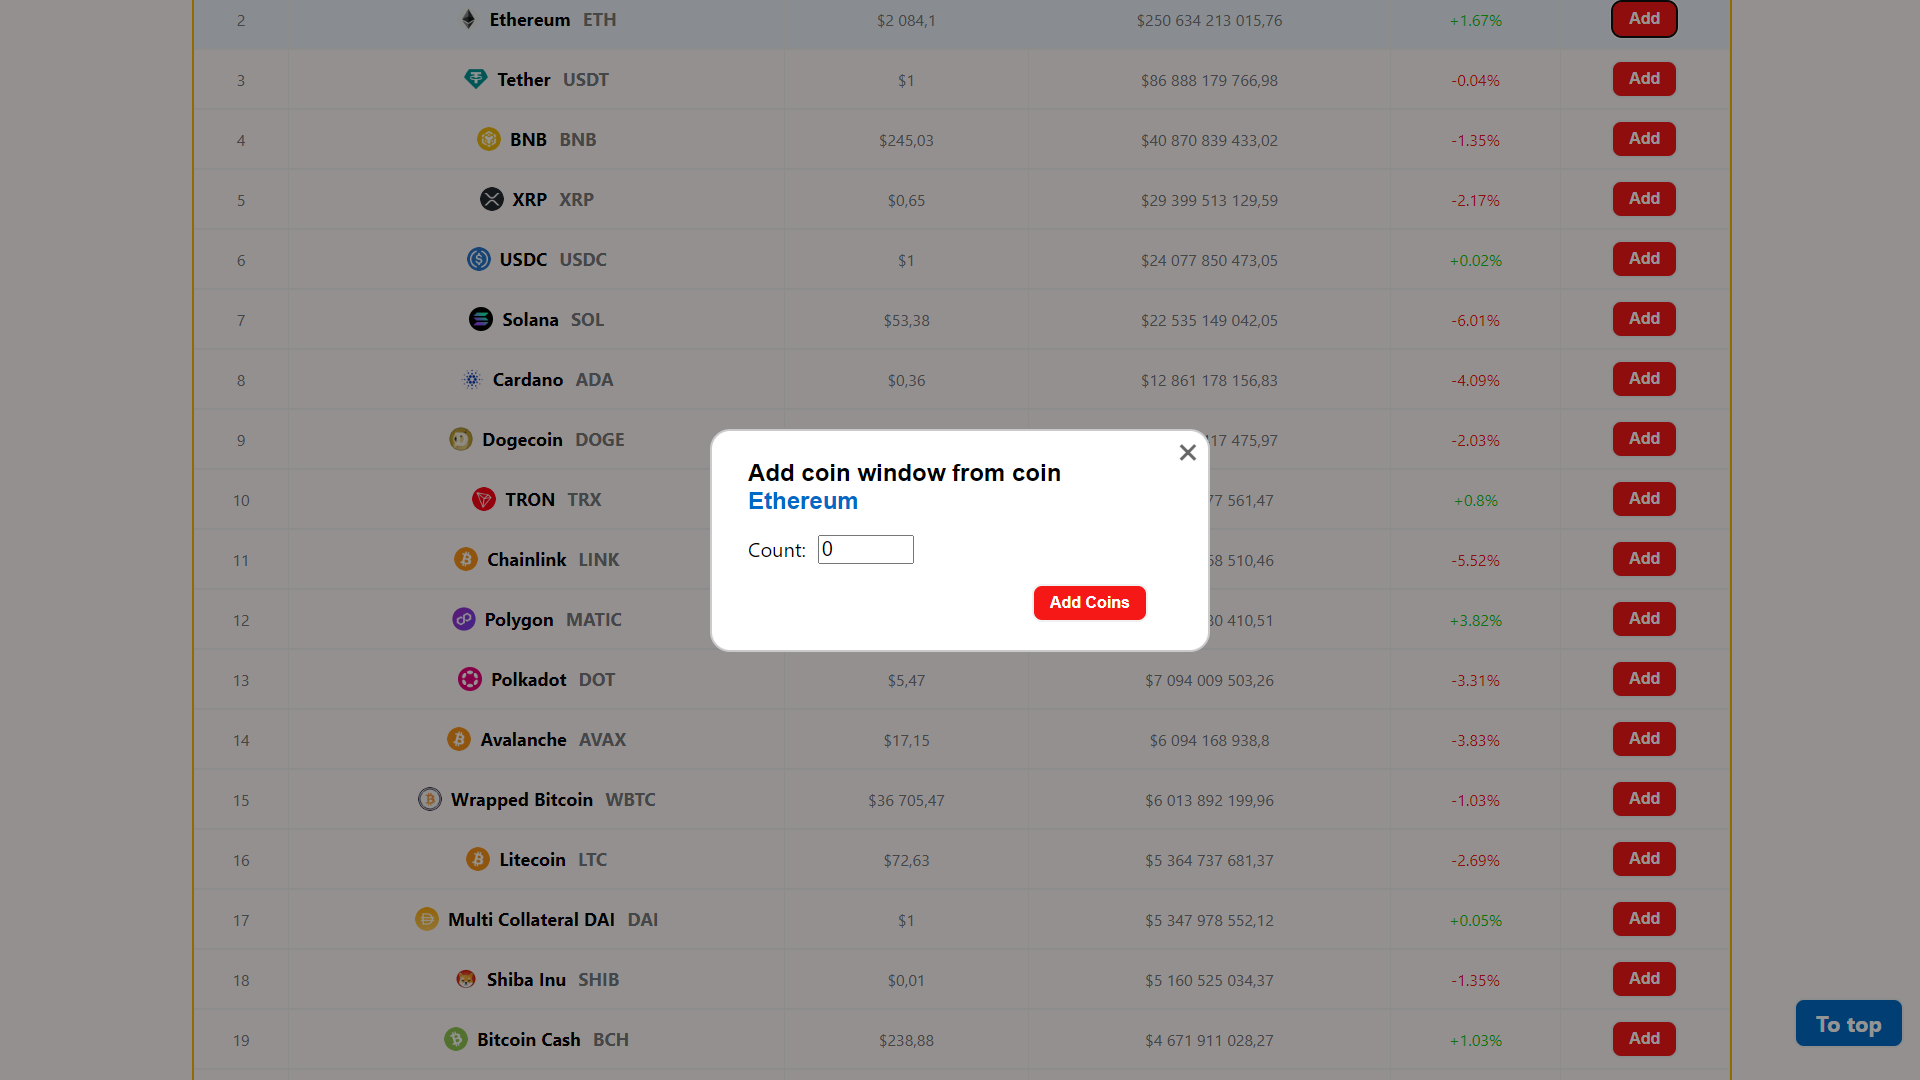 2 Ethereum ETH $2 084,1 $250 634 213 015,76 +1.67% Add
3 Tether USDT $1 $86 888 179 766,98 -0.04% Add
4 BNB BNB $245,03 $40 870 839 433,02 -1.35% Add
5 XRP XRP $0,65 $29 399 513 129,59 -2.17% Add
6 USDC USDC $1 $24 077 850 473,05 +0.02% Add
7 Solana SOL $53,38 $22 535 149 042,05 -6.01% Add
8 Cardano ADA $0,36 $12 861 178 156,83 -4.09% Add
9 Dogecoin DOGE 475,97 -2.03% Add
10 TRON TRX 561,47 +0.8% Add
11 Chainlink LINK 510,46 -5.52% Add
12 Polygon MATIC 410,51 +3.82% Add
Add coin window from coin
Ethereum
Count: 0
Add Coins
13 Polkadot DOT $5,47 $7 094 009 503,26 -3.31% Add
14 Avalanche AVAX $17,15 $6 094 168 938,8 -3.83% Add
15 Wrapped Bitcoin WBTC $36 705,47 $6 013 892 199,96 -1.03% Add
16 Litecoin LTC $72,63 $5 364 737 681,37 -2.69% Add
17 Multi Collateral DAI DAI $1 $5 347 978 552,12 +0.05% Add
18 Shiba Inu SHIB $0,01 $5 160 525 034,37 -1.35% Add
19 Bitcoin Cash BCH $238,88 $4 671 911 028,27 +1.03% Add
To top